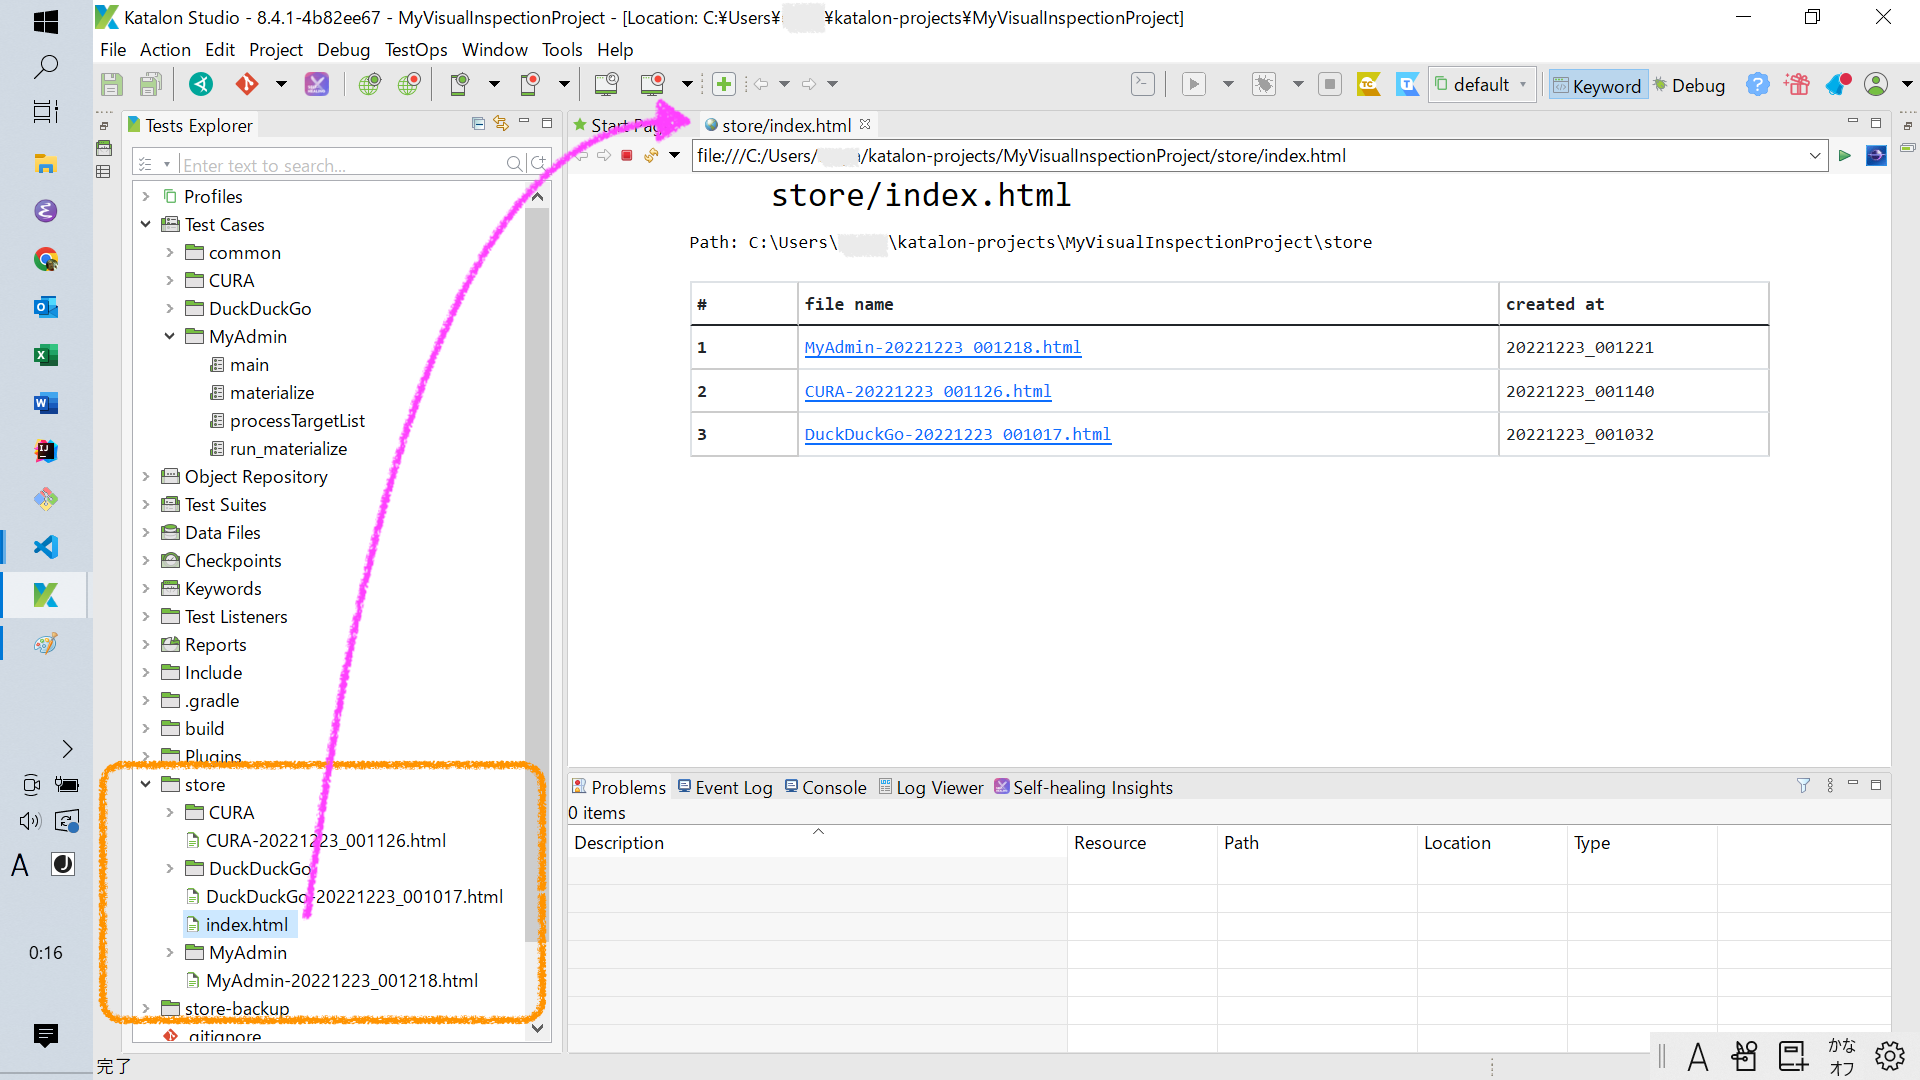 Katalon Studio - 8.4.1-4b82ee67 - MyVisualInspectionProject - [Location: C:¥Users¥ ¥katalon-projects¥MyVisualInspectionProject]
File Action Edit Project Debug TestOps Window Tools Help
default
Keyword
Debug
Tests Explorer
Enter text to search...
Profiles
Test Cases
common
CURA
DuckDuckGo
MyAdmin
main
materialize
processTargetList
run_materialize
Object Repository
Test Suites
Data Files
Checkpoints
Keywords
Test Listeners
Reports
Include
.gradle
build
Plugins
store
CURA
CURA-20221223_001126.html
DuckDuckGo
DuckDuckGo-20221223_001017.html
index.html
MyAdmin
MyAdmin-20221223_001218.html
store-backup
.gitignore
Start Page
store/index.html
file:///C:/Users/ /katalon-projects/MyVisualInspectionProject/store/index.html
store/index.html
Path: C:\Users\ \katalon-projects\MyVisualInspectionProject\store
# file name created at
1 MyAdmin-20221223_001218.html 20221223_001221
2 CURA-20221223_001126.html 20221223_001140
3 DuckDuckGo-20221223_001017.html 20221223_001032
Problems Event Log Console Log Viewer Self-healing Insights
0 items
Description Resource Path Location Type
A
0:16
完了
A
かな
オフ